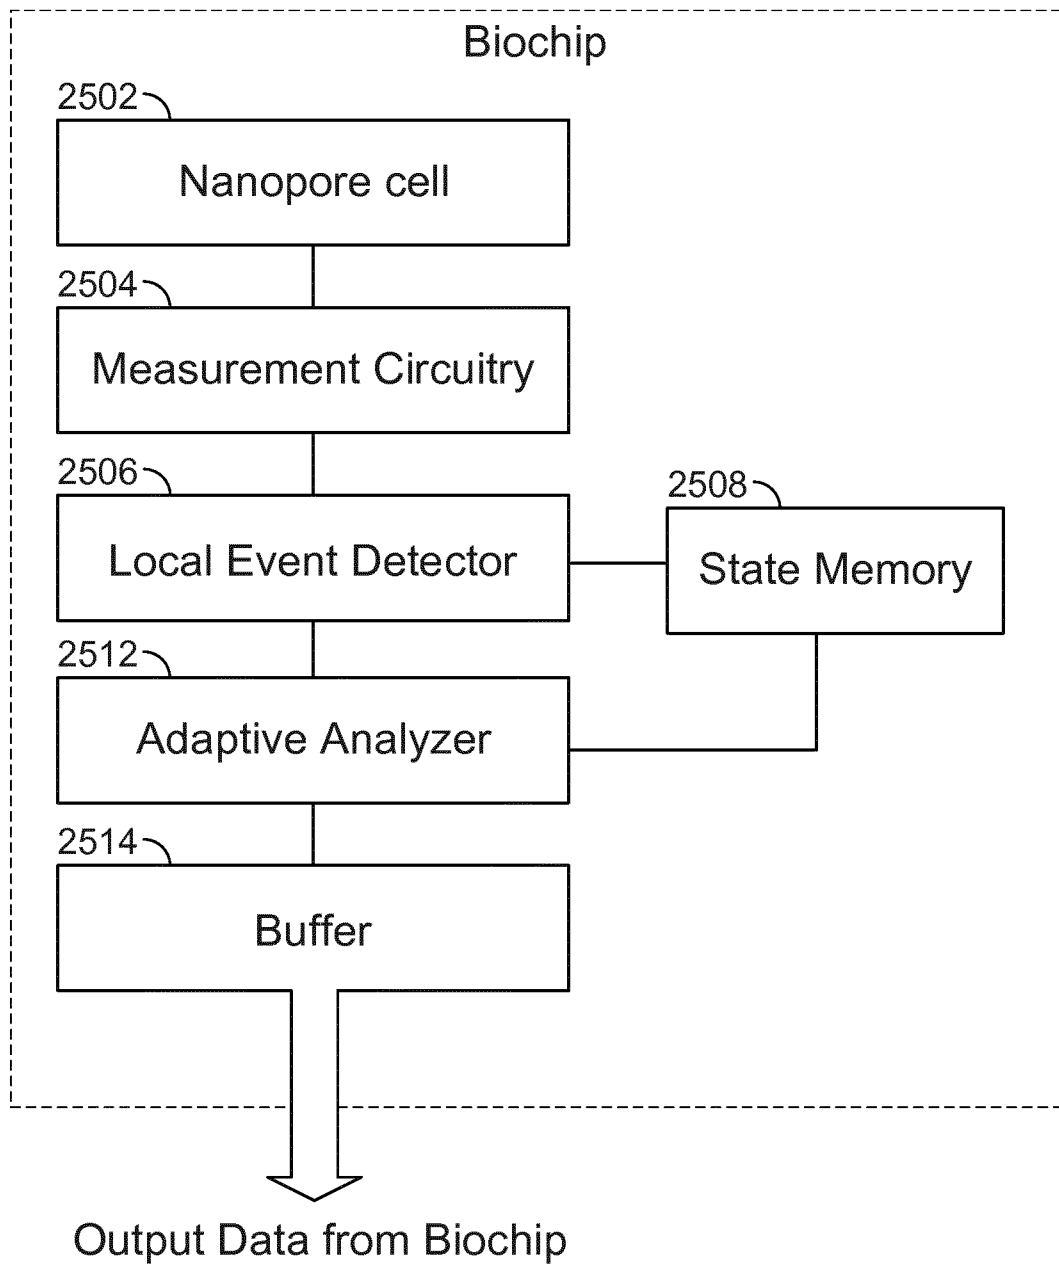 Biochip
2502
Nanopore cell
2504
Measurement Circuitry
2506
Local Event Detector
2508
State Memory
2512
Adaptive Analyzer
2514
Buffer
Output Data from Biochip